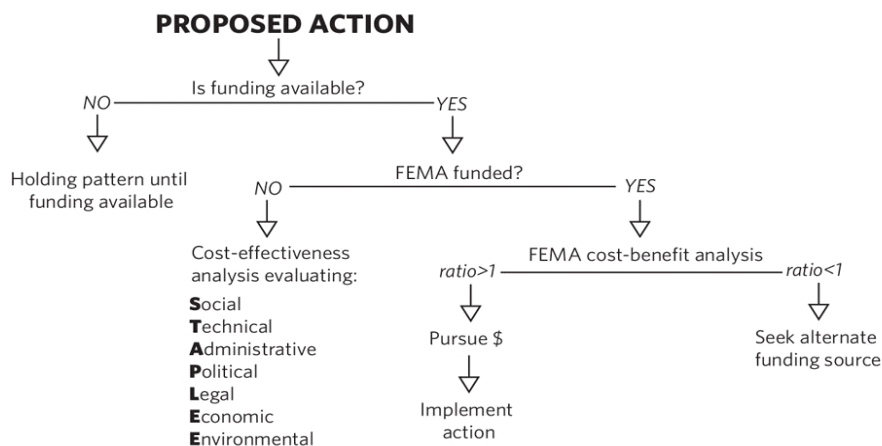 PROPOSED ACTION
Is funding available?
NO
YES
Holding pattern until
funding available
FEMA funded?
NO
YES
Cost-effectiveness
analysis evaluating:
Social
Technical
Administrative
Political
Legal
Economic
Environmental
FEMA cost-benefit analysis
ratio>1
ratio<1
Pursue $
Implement
action
Seek alternate
funding source